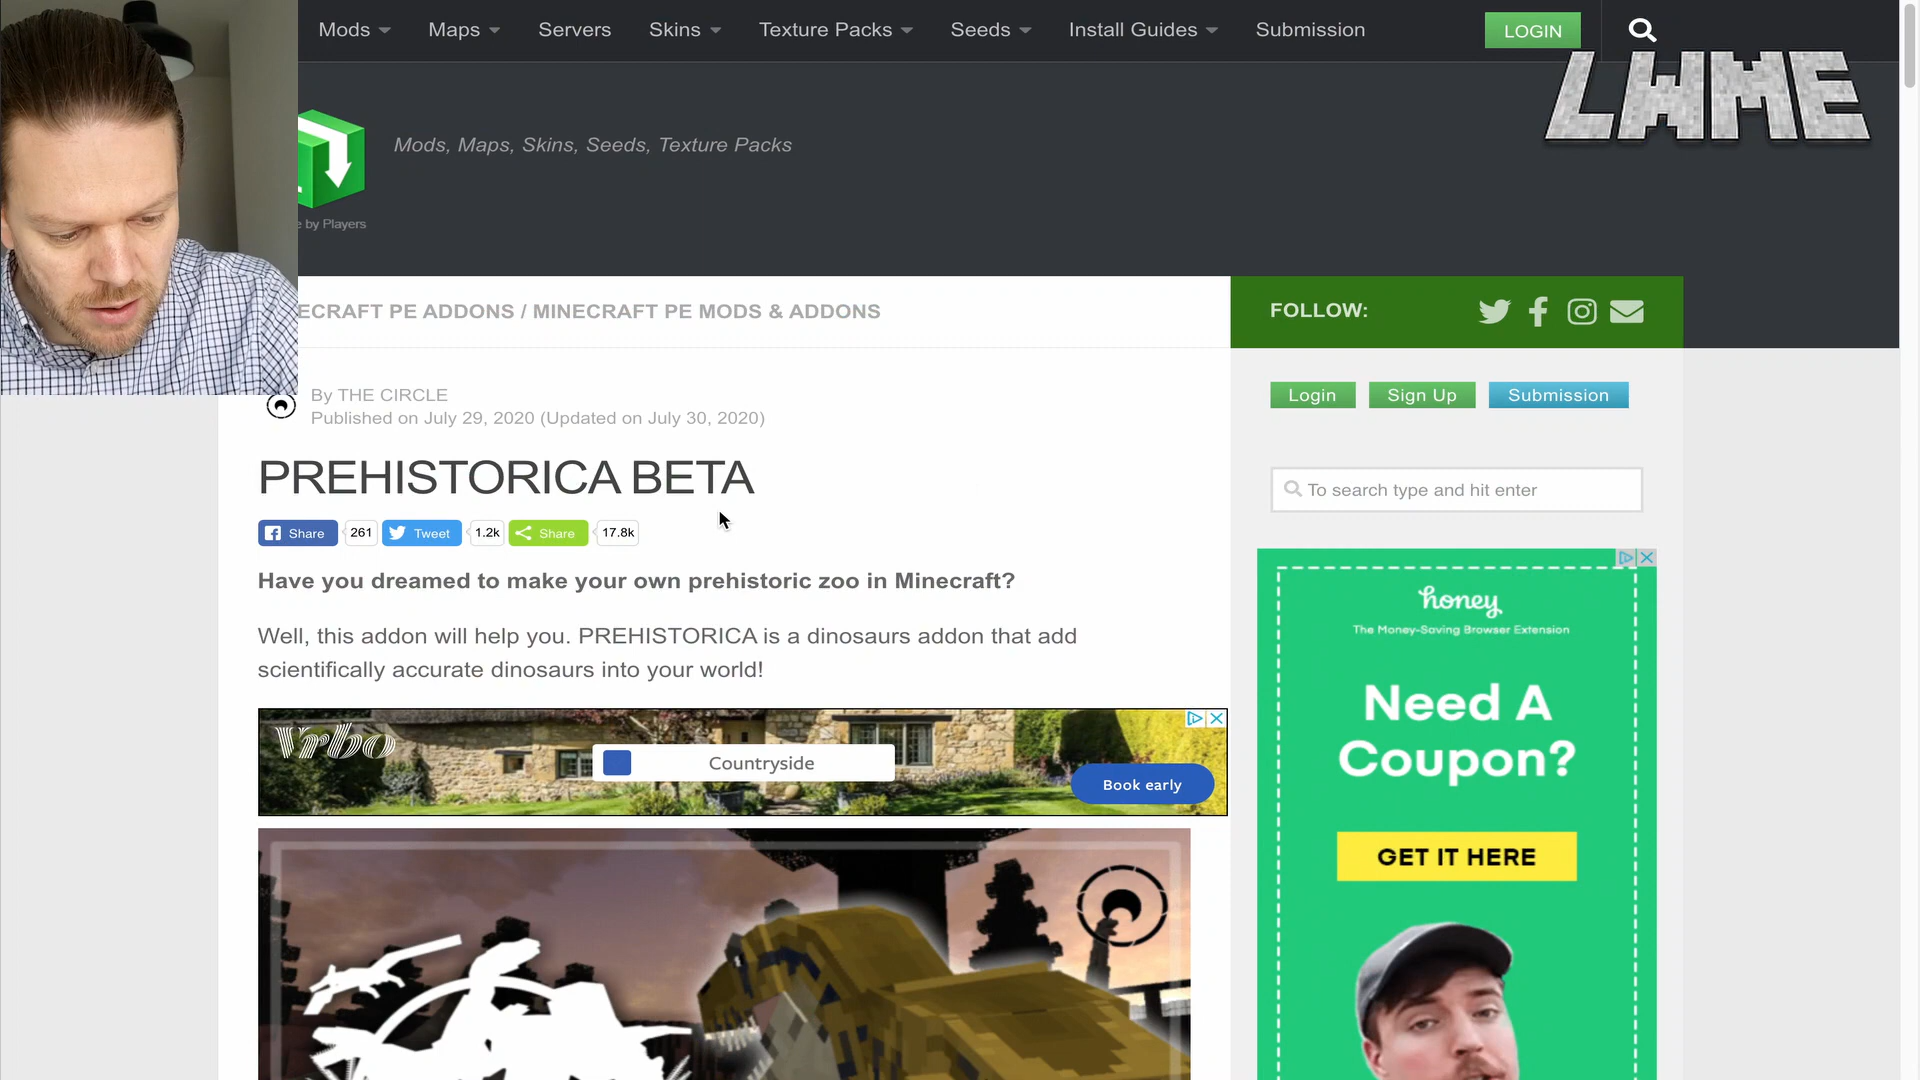 Mods Maps Servers Skins Texture Packs Seeds Install Guides Submission LOGIN
LWME
Mods, Maps, Skins, Seeds, Texture Packs
e by Players
ECRAFT PE ADDONS / MINECRAFT PE MODS & ADDONS
FOLLOW:
By THE CIRCLE
Published on July 29, 2020 (Updated on July 30, 2020)
Login Sign Up Submission
PREHISTORICA BETA
To search type and hit enter
Share 261 Tweet 1.2k Share 17.8k
Have you dreamed to make your own prehistoric zoo in Minecraft?
Well, this addon will help you. PREHISTORICA is a dinosaurs addon that add
scientifically accurate dinosaurs into your world!
Vrbo
Countryside
Book early
honey
The Money-Saving Browser Extension
Need A
Coupon?
GET IT HERE